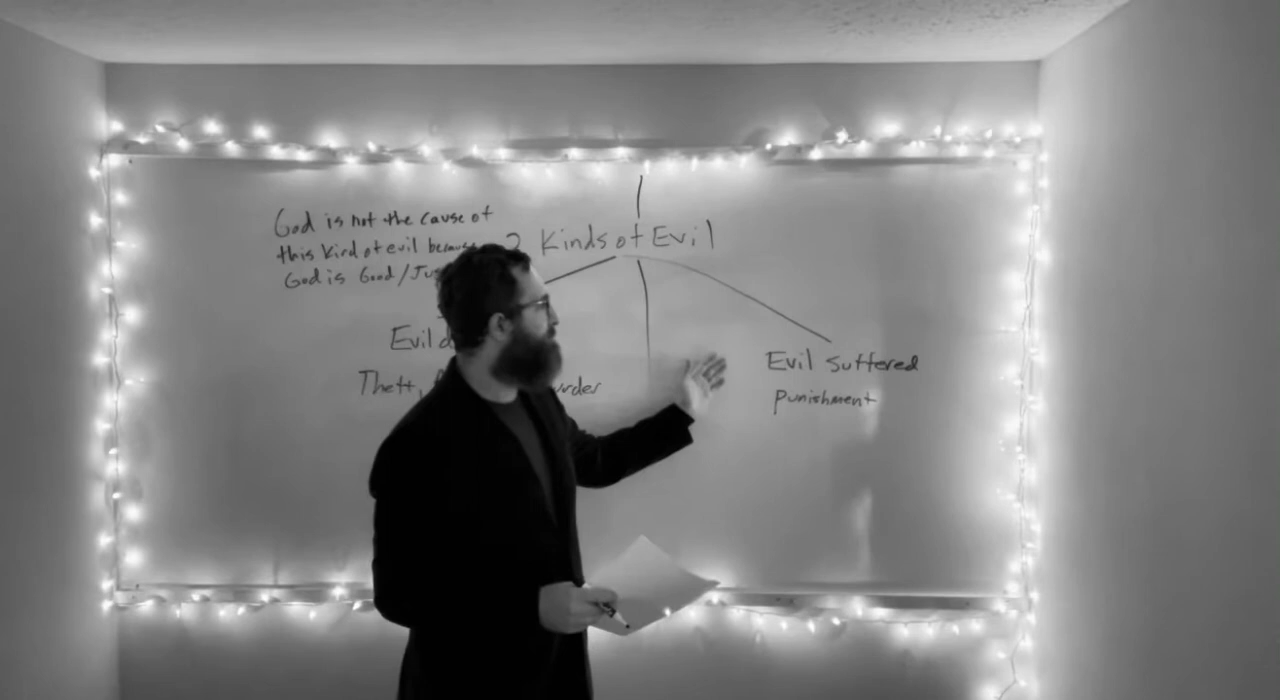 God is not the cause of
this kind of evil because
God is Good/
2 Kinds of Evil
Evil
Evil suffered
Theft,
punishment